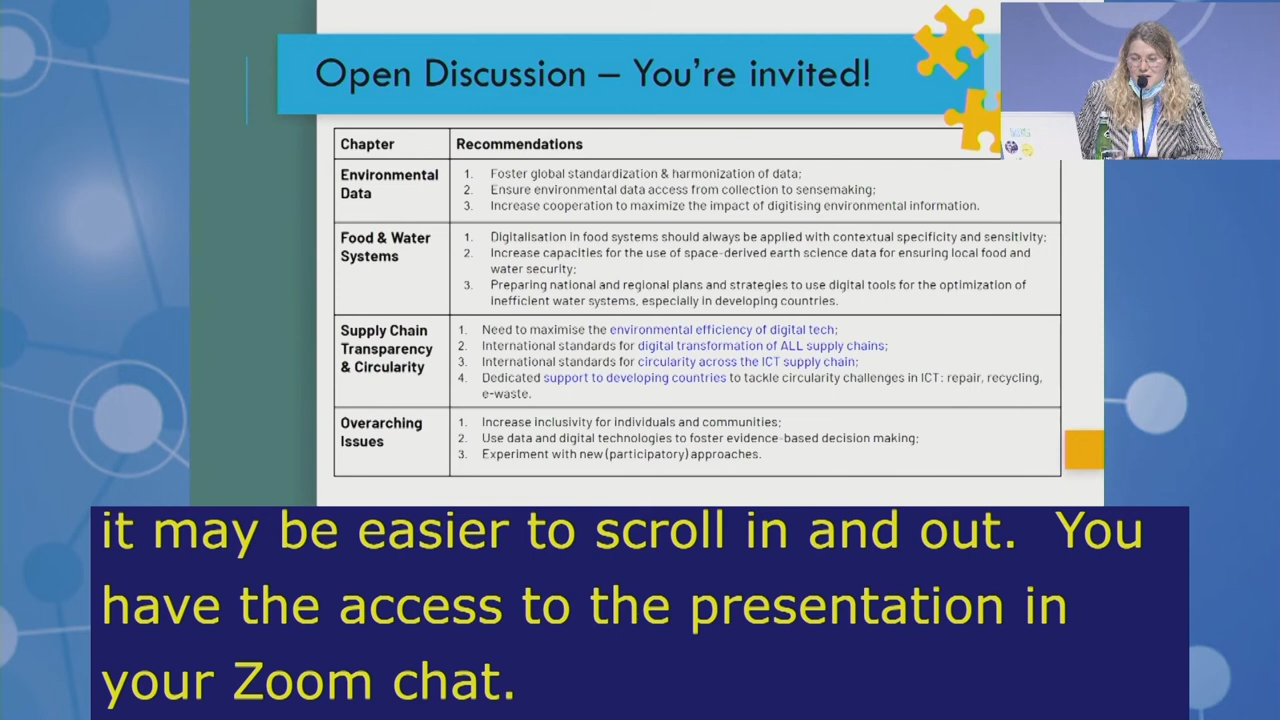 Open Discussion – You're invited!
Chapter Recommendations
Environmental
Data
1. Foster global standardization & harmonization of data;
2. Ensure environmental data access from collection to sensemaking;
3. Increase cooperation to maximize the impact of digitising environmental information.
Food & Water
Systems
1. Digitalisation in food systems should always be applied with contextual specificity and sensitivity;
2. Increase capacities for the use of space-derived earth science data for ensuring local food and
water security;
3. Preparing national and regional plans and strategies to use digital tools for the optimization of
inefficient water systems, especially in developing countries.
Supply Chain
Transparency
& Circularity
1. Need to maximise the environmental efficiency of digital tech;
2. International standards for digital transformation of ALL supply chains;
3. International standards for circularity across the ICT supply chain;
4. Dedicated support to developing countries to tackle circularity challenges in ICT: repair, recycling,
e-waste.
Overarching
Issues
1. Increase inclusivity for individuals and communities;
2. Use data and digital technologies to foster evidence-based decision making;
3. Experiment with new (participatory) approaches.
it may be easier to scroll in and out. You
have the access to the presentation in
your Zoom chat.